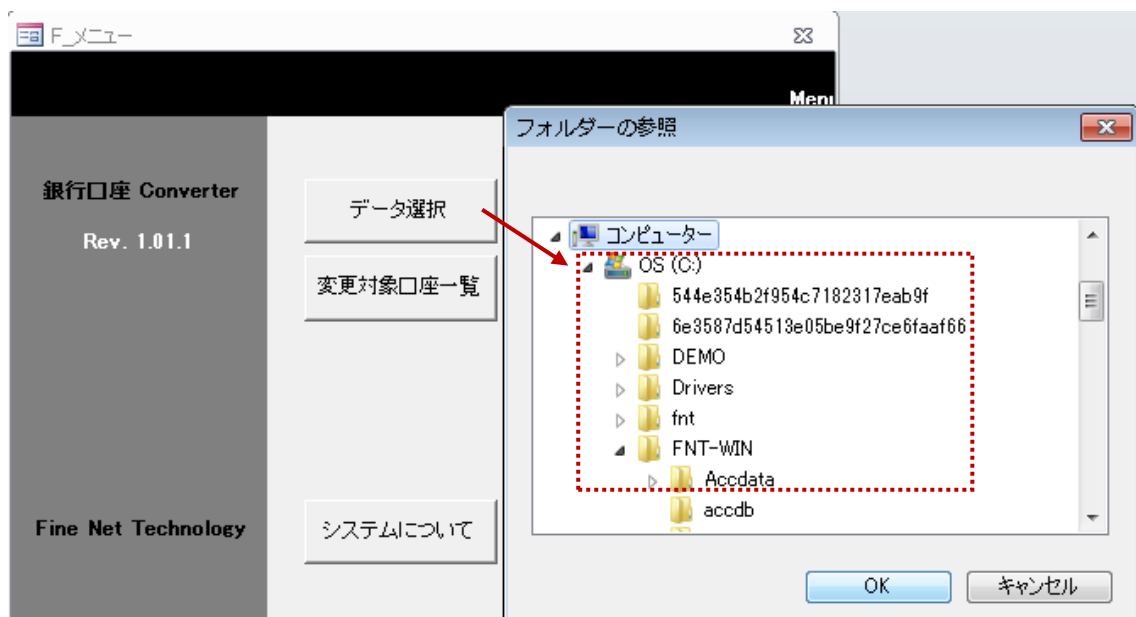 F_メニュー
Menu
銀行口座 Converter
Rev. 1.01.1
データ選択
変更対象口座一覧
Fine Net Technology
システムについて
フォルダーの参照
コンピューター
OS (C:)
544e354b2f954c7182317eab9f
6e3587d54513e05be9f27ce6faaf66
DEMO
Drivers
fnt
FNT-WIN
Accdata
accdb
OK
キャンセル